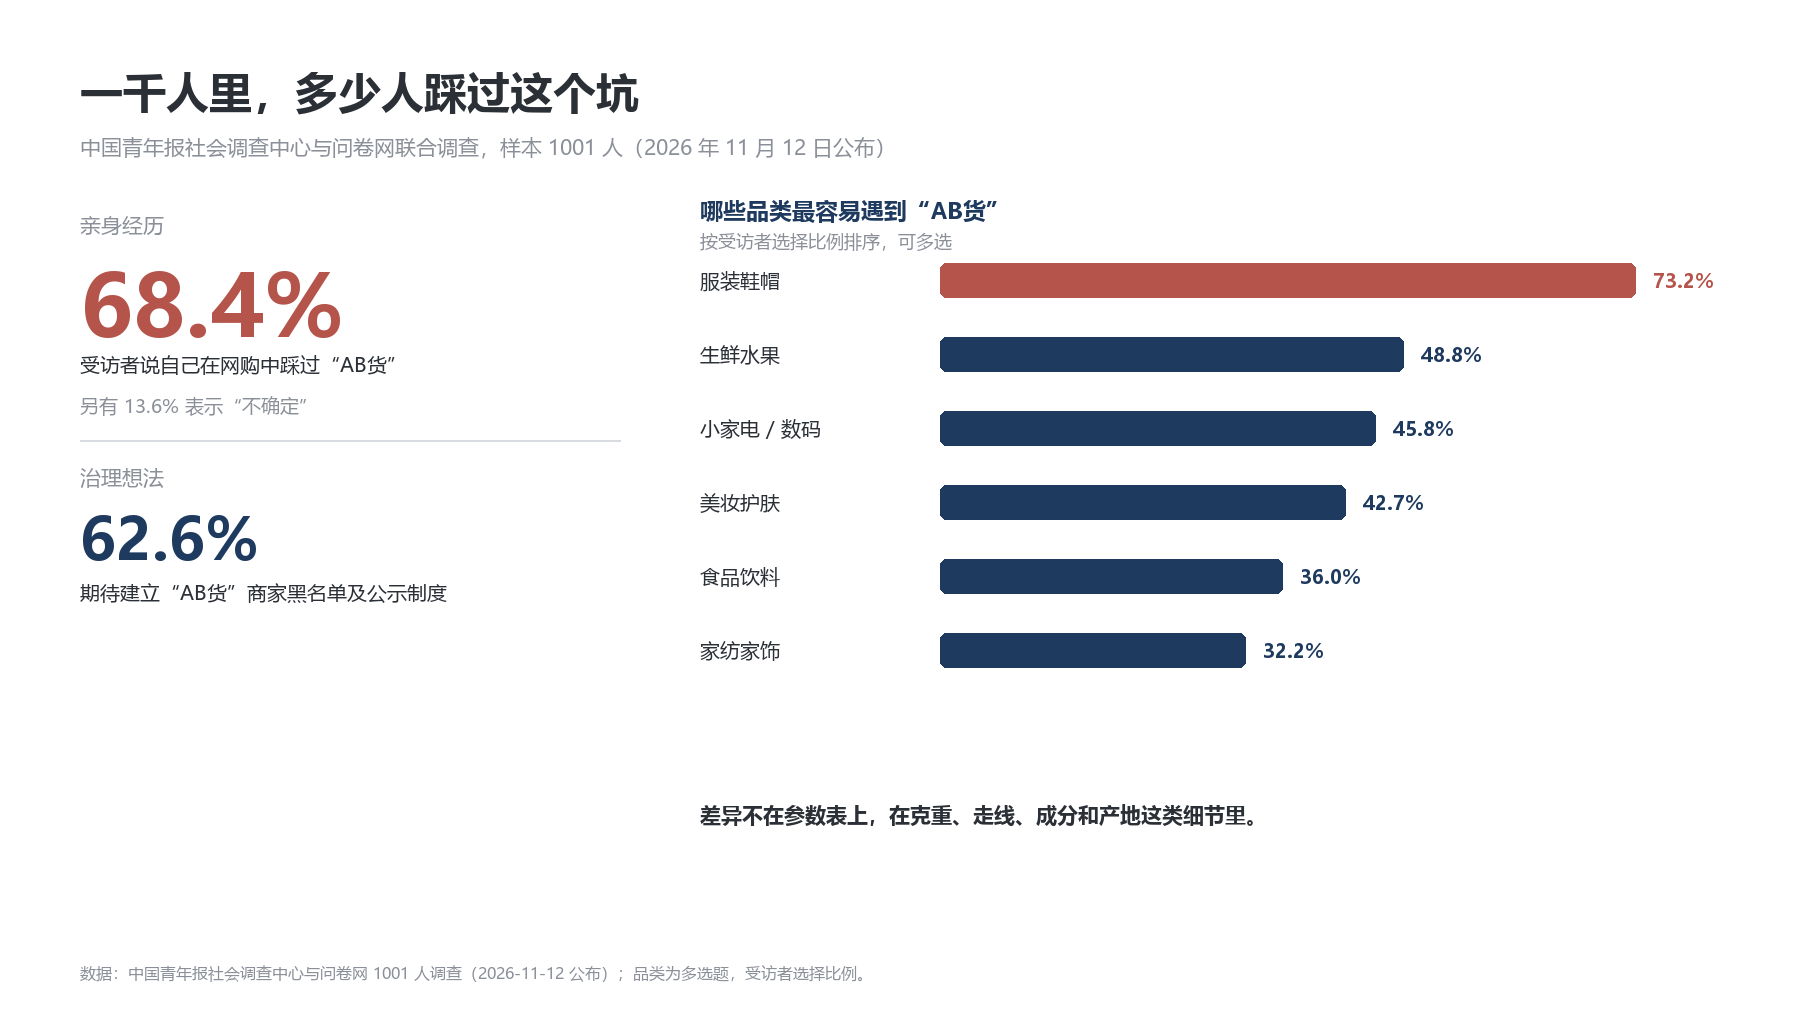 一千人里，多少人踩过这个坑
中国青年报社会调查中心与问卷网联合调查，样本 1001 人（2026 年 11 月 12 日公布）
亲身经历
68.4%
受访者说自己在网购中踩过“AB货”
另有 13.6% 表示“不确定”
治理想法
62.6%
期待建立“AB货”商家黑名单及公示制度
哪些品类最容易遇到“AB货”
按受访者选择比例排序，可多选
服装鞋帽 73.2%
生鲜水果 48.8%
小家电 / 数码 45.8%
美妆护肤 42.7%
食品饮料 36.0%
家纺家饰 32.2%
差异不在参数表上，在克重、走线、成分和产地这类细节里。
数据：中国青年报社会调查中心与问卷网 1001 人调查（2026-11-12 公布）；品类为多选题，受访者选择比例。